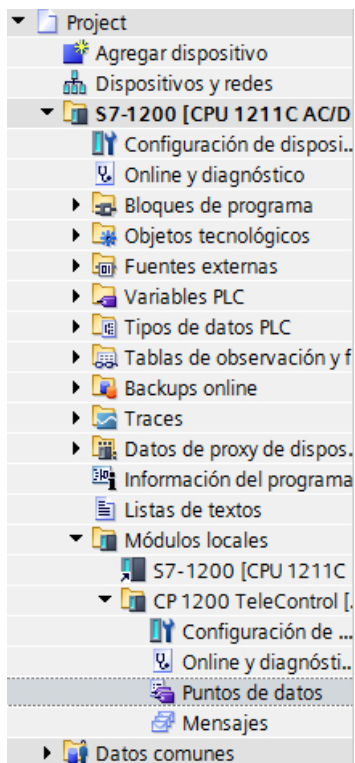 Project
Agregar dispositivo
Dispositivos y redes
S7-1200 [CPU 1211C AC/D
Configuración de disposi...
Online y diagnóstico
Bloques de programa
Objetos tecnológicos
Fuentes externas
Variables PLC
Tipos de datos PLC
Tablas de observación y f
Backups online
Traces
Datos de proxy de dispos.
Información del programa
Listas de textos
Módulos locales
S7-1200 [CPU 1211C
CP 1200 TeleControl [.
Configuración de ...
Online y diagnósti..
Puntos de datos
Mensajes
Datos comunes